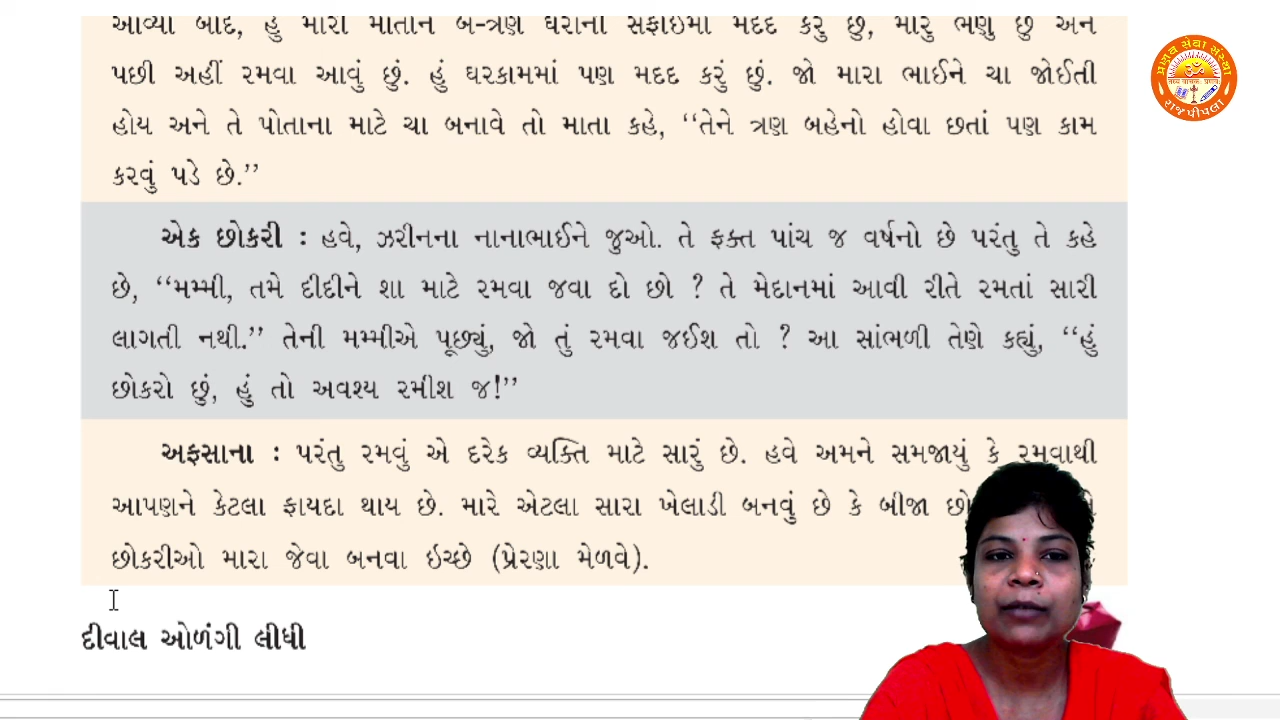 આવ્યા બાદ, હું મારી માતાને બે-ત્રણ ઘરોની સફાઈમાં મદદ કરું છું, મારું ભણું છું અને
પછી અહીં રમવા આવું છું. હું ઘરકામમાં પણ મદદ કરું છું. જો મારા ભાઈને ચા જોઈતી
હોય અને તે પોતાના માટે ચા બનાવે તો માતા કહે, “તેને ત્રણ બહેનો હોવા છતાં પણ કામ
કરવું પડે છે.”
એક છોકરી : હવે, ઝરીનના નાનાભાઈને જુઓ. તે ફક્ત પાંચ જ વર્ષનો છે પરંતુ તે કહે
છે, “મમ્મી, તમે દીદીને શા માટે રમવા જવા દો છો ? તે મેદાનમાં આવી રીતે રમતાં સારી
લાગતી નથી.” તેની મમ્મીએ પૂછ્યું, જો તું રમવા જઈશ તો ? આ સાંભળી તેણે કહ્યું, “હું
છોકરો છું, હું તો અવશ્ય રમીશ જ!”
અફસાના : પરંતુ રમવું એ દરેક વ્યક્તિ માટે સારું છે. હવે અમને સમજાયું કે રમવાથી
આપણને કેટલા ફાયદા થાય છે. મારે એટલા સારા ખેલાડી બનવું છે કે બીજા
છોકરીઓ મારા જેવા બનવા ઇચ્છે (પ્રેરણા મેળવે).
દીવાલ ઓળંગી લીધી
પ્રણવ સેવા સંસ્થા
રાજપીપલા